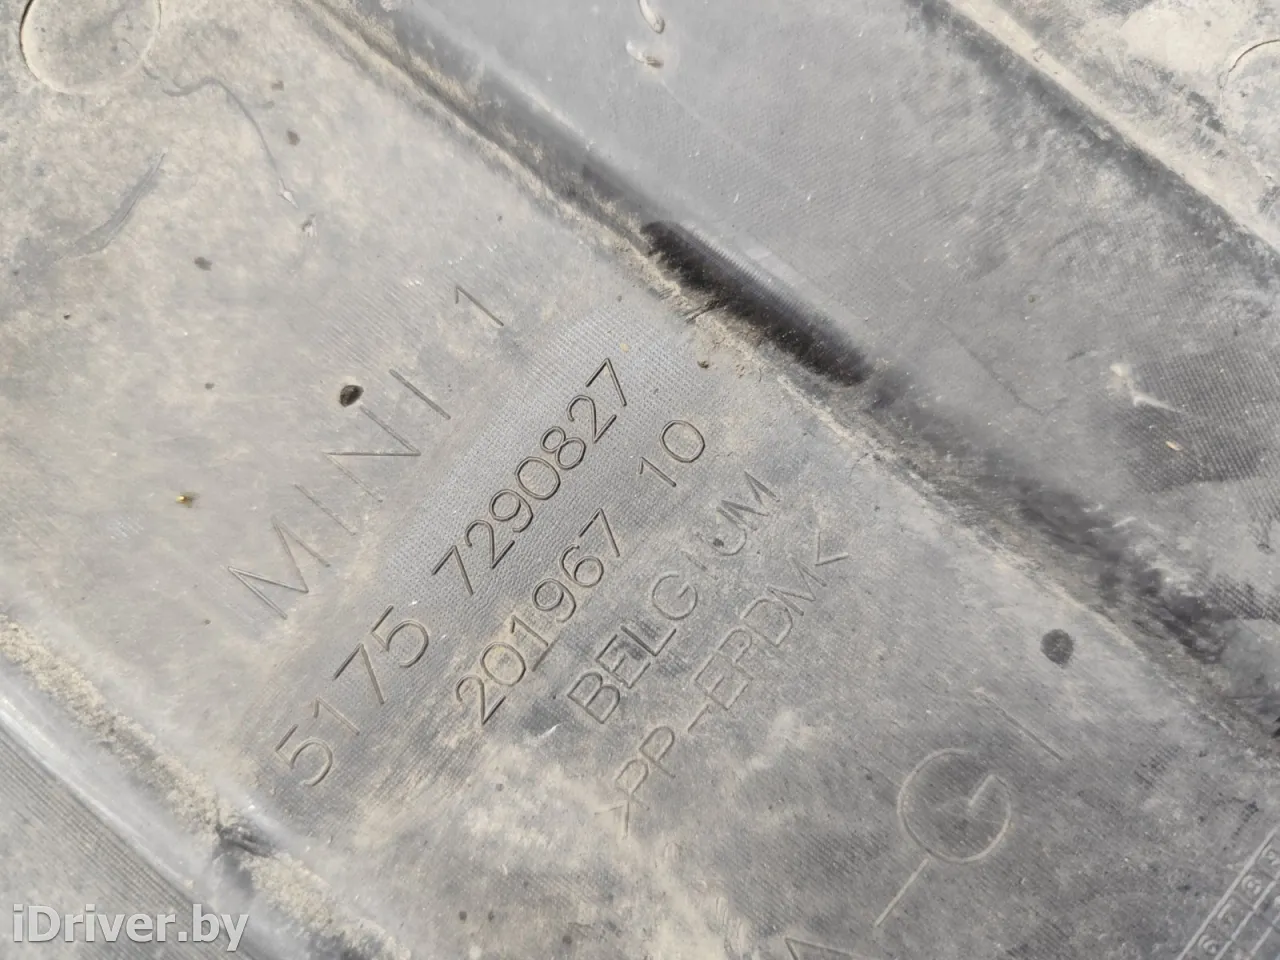 MINI 1
5175 7290827
201967 10
BELGIUM
>PP-EPDM<
iDriver.by